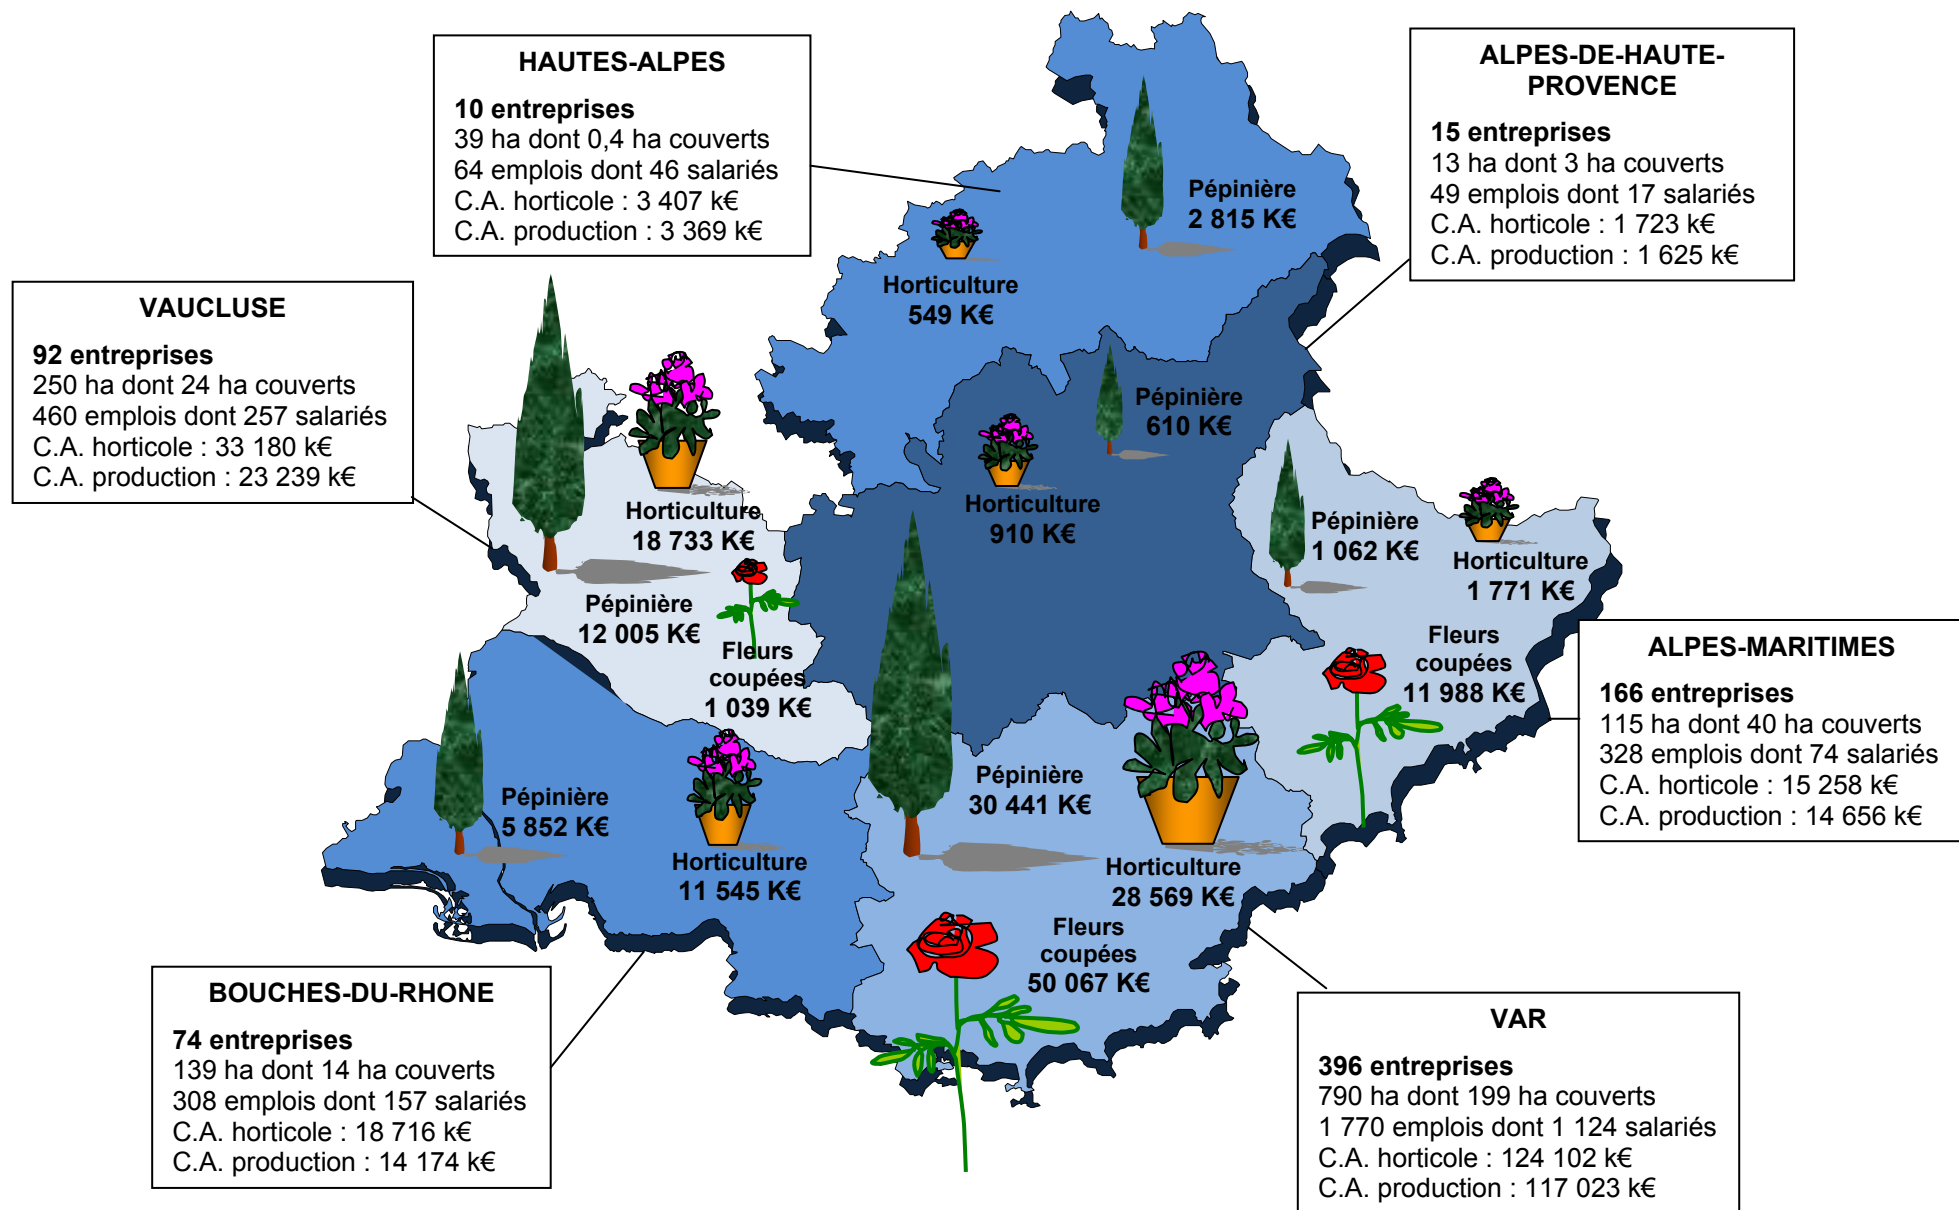 HAUTES-ALPES
10 entreprises
39 ha dont 0,4 ha couverts
64 emplois dont 46 salariés
C.A. horticole : 3 407 k€
C.A. production : 3 369 k€
ALPES-DE-HAUTE-
PROVENCE
15 entreprises
13 ha dont 3 ha couverts
49 emplois dont 17 salariés
C.A. horticole : 1 723 k€
C.A. production : 1 625 k€
VAUCLUSE
92 entreprises
250 ha dont 24 ha couverts
460 emplois dont 257 salariés
C.A. horticole : 33 180 k€
C.A. production : 23 239 k€
Pépinière
2 815 K€
Horticulture
549 K€
Pépinière
610 K€
Horticulture
910 K€
Horticulture
18 733 K€
Pépinière
12 005 K€
Fleurs
coupées
1 039 K€
Pépinière
1 062 K€
Horticulture
1 771 K€
Fleurs
coupées
11 988 K€
ALPES-MARITIMES
166 entreprises
115 ha dont 40 ha couverts
328 emplois dont 74 salariés
C.A. horticole : 15 258 k€
C.A. production : 14 656 k€
Pépinière
5 852 K€
Horticulture
11 545 K€
Pépinière
30 441 K€
Horticulture
28 569 K€
Fleurs
coupées
50 067 K€
BOUCHES-DU-RHONE
74 entreprises
139 ha dont 14 ha couverts
308 emplois dont 157 salariés
C.A. horticole : 18 716 k€
C.A. production : 14 174 k€
VAR
396 entreprises
790 ha dont 199 ha couverts
1 770 emplois dont 1 124 salariés
C.A. horticole : 124 102 k€
C.A. production : 117 023 k€